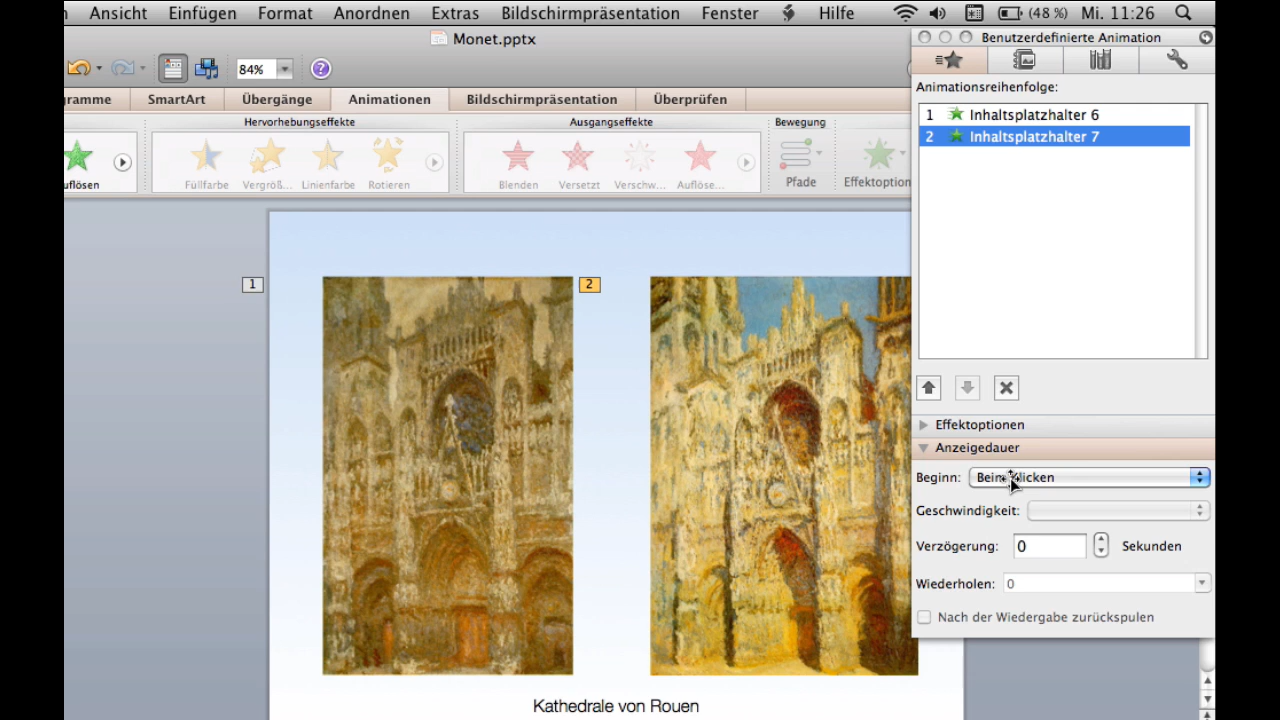 Ansicht Einfügen Format Anordnen Extras Bildschirmpräsentation Fenster Hilfe (48 %) Mi. 11:26
Monet.pptx
Benutzerdefinierte Animation
84%
?
ramme SmartArt Übergänge Animationen Bildschirmpräsentation Überprüfen
Animationsreihenfolge:
1 Inhaltsplatzhalter 6
2 Inhaltsplatzhalter 7
Hervorhebungseffekte Ausgangseffekte Bewegung
uflösen Füllfarbe Vergröß... Linienfarbe Rotieren Blenden Versetzt Verschw... Auflöse... Pfade Effektoption
1
2
Effektoptionen
Anzeigedauer
Beginn: Beim Klicken
Geschwindigkeit:
Verzögerung: 0 Sekunden
Wiederholen: 0
Nach der Wiedergabe zurückspulen
Kathedrale von Rouen